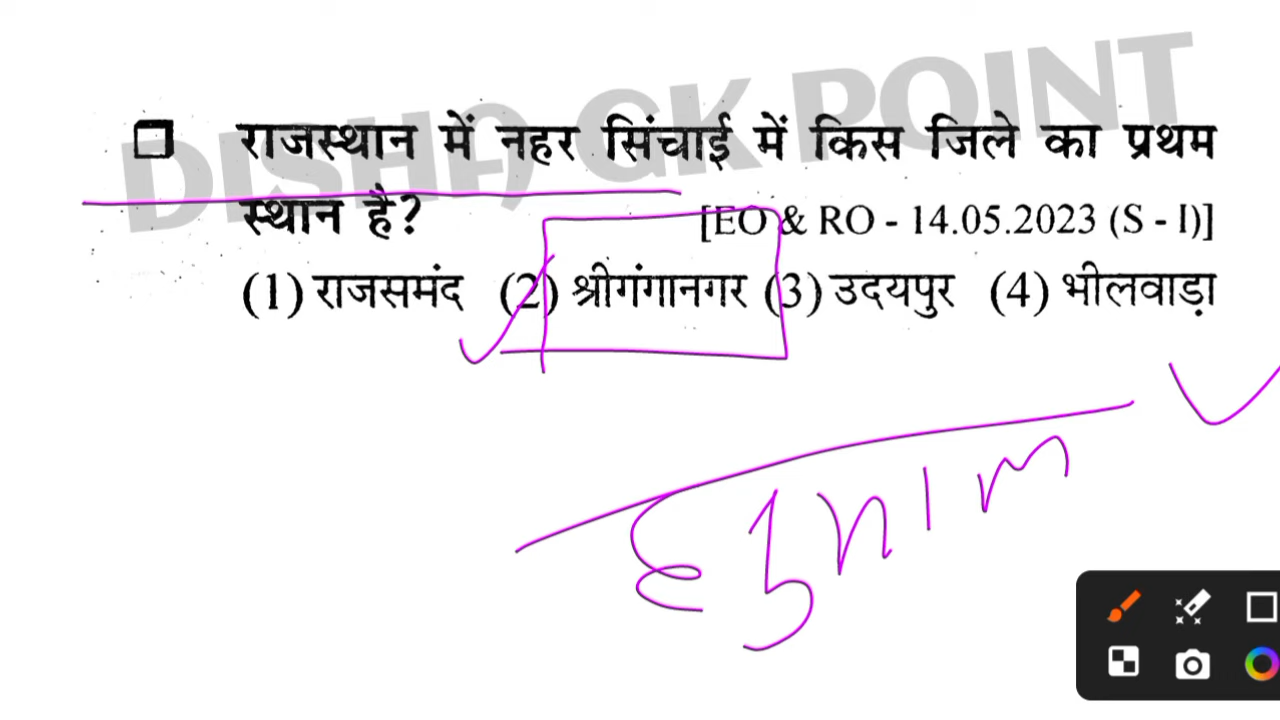 DISHA GK POINT
☐ राजस्थान में नहर सिंचाई में किस जिले का प्रथम
स्थान है? [EO & RO - 14.05.2023 (S - I)]
(1) राजसमंद (2) श्रीगंगानगर (3) उदयपुर (4) भीलवाड़ा